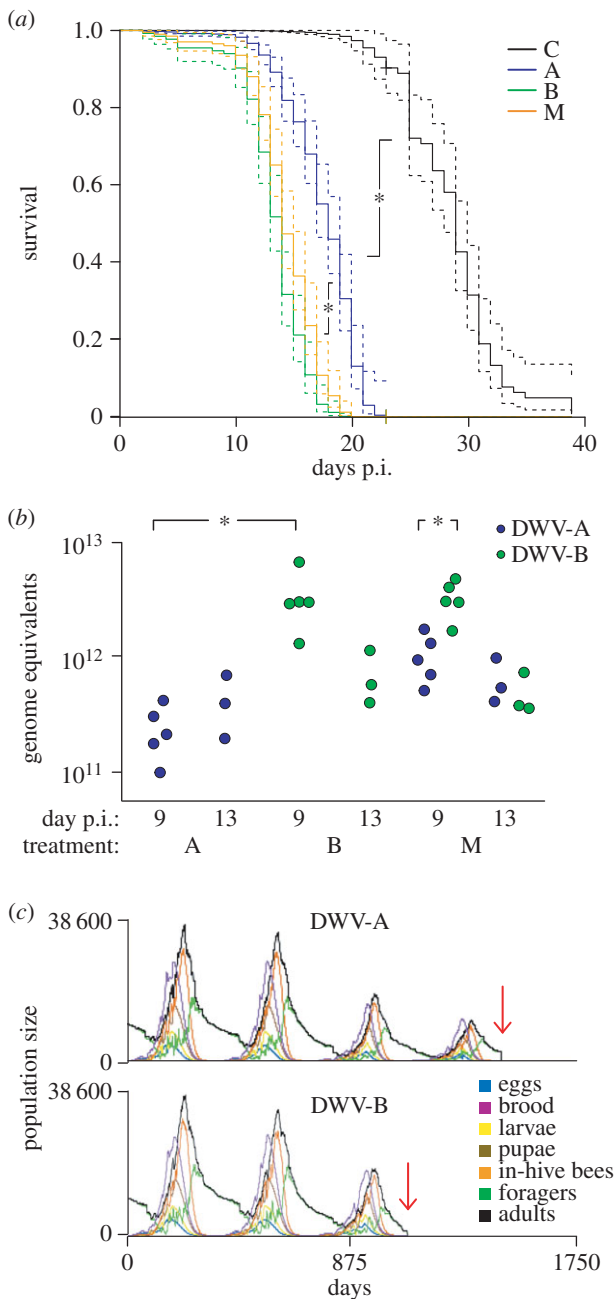 (a)
1.0
0.8
0.6
0.4
0.2
0
survival
C
A
B
M
*
*
0 10 20 30 40
days p.i.
(b)
* *
DWV-A
DWV-B
10^13
10^12
10^11
genome equivalents
day p.i.: 9 13 9 13 9 13
treatment: A B M
(c)
38 600
DWV-A
0
38 600
DWV-B
0
population size
eggs
brood
larvae
pupae
in-hive bees
foragers
adults
0 875 1750
days